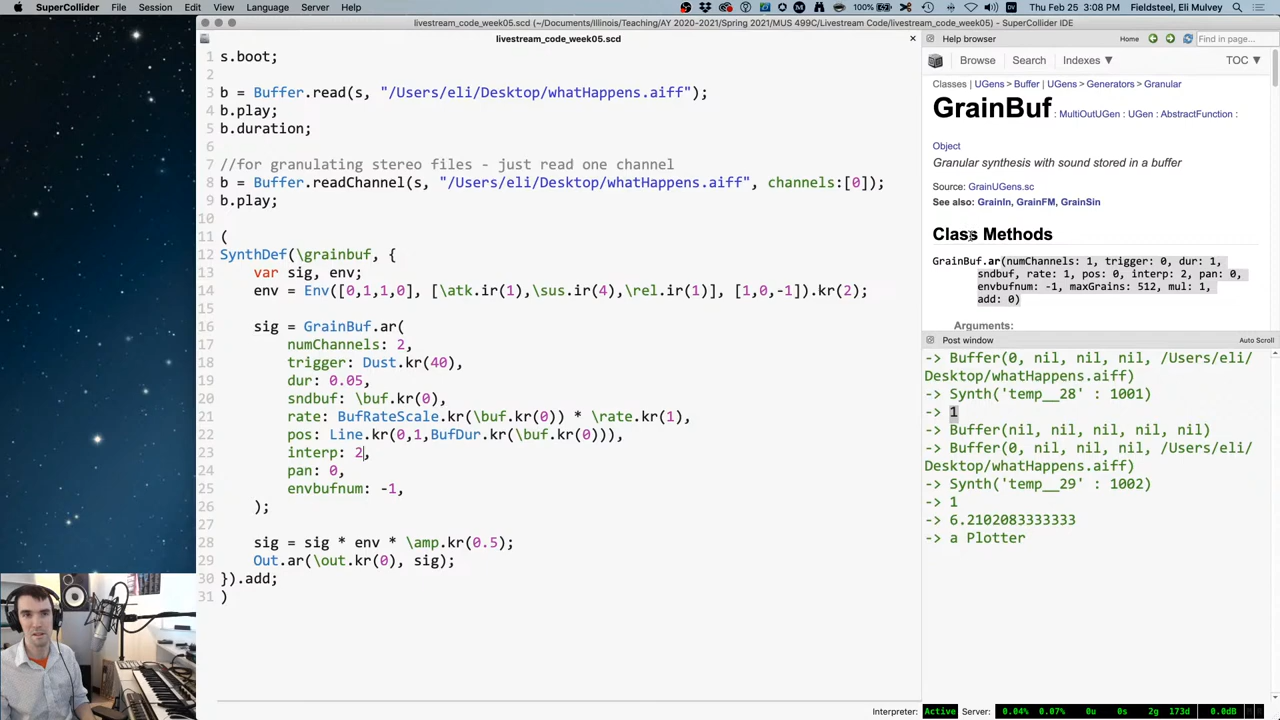 SuperCollider Session Edit View Language Server Help 100% Thu Feb 25 3:08 PM Fieldsteel, Eli Mulvey
livestream_code_week05.scd (~/Documents/Illinois/Teaching/AY 2020-2021/Spring 2021/MUS 499C/Livestream Code/livestream_code_week05) - SuperCollider IDE
livestream_code_week05.scd
1 s.boot;
2
3 b = Buffer.read(s, "/Users/eli/Desktop/whatHappens.aiff");
4 b.play;
5 b.duration;
6
7 //for granulating stereo files - just read one channel
8 b = Buffer.readChannel(s, "/Users/eli/Desktop/whatHappens.aiff", channels:[0]);
9 b.play;
10
11 (
12 SynthDef(\grainbuf, {
13 var sig, env;
14 env = Env([0,1,1,0], [\atk.ir(1),\sus.ir(4),\rel.ir(1)], [1,0,-1]).kr(2);
15
16 sig = GrainBuf.ar(
17 numChannels: 2,
18 trigger: Dust.kr(40),
19 dur: 0.05,
20 sndbuf: \buf.kr(0),
21 rate: BufRateScale.kr(\buf.kr(0)) * \rate.kr(1),
22 pos: Line.kr(0,1,BufDur.kr(\buf.kr(0))),
23 interp: 2,
24 pan: 0,
25 envbufnum: -1,
26 );
27
28 sig = sig * env * \amp.kr(0.5);
29 Out.ar(\out.kr(0), sig);
30 }).add;
31 )
Help browser Home Find in page...
Browse Search Indexes ▼ TOC ▼
Classes | UGens > Buffer | UGens > Generators > Granular
GrainBuf : MultiOutUGen : UGen : AbstractFunction :
Object
Granular synthesis with sound stored in a buffer
Source: GrainUGens.sc
See also: GrainIn, GrainFM, GrainSin
Class Methods
GrainBuf.ar(numChannels: 1, trigger: 0, dur: 1,
sndbuf, rate: 1, pos: 0, interp: 2, pan: 0,
envbufnum: -1, maxGrains: 512, mul: 1,
add: 0)
Arguments:
Post window Auto Scroll
-> Buffer(0, nil, nil, nil, /Users/eli/
Desktop/whatHappens.aiff)
-> Synth('temp__28' : 1001)
-> 1
-> Buffer(nil, nil, nil, nil, nil)
-> Buffer(0, nil, nil, nil, /Users/eli/
Desktop/whatHappens.aiff)
-> Synth('temp__29' : 1002)
-> 1
-> 6.2102083333333
-> a Plotter
Interpreter: Active Server: 0.04% 0.07% 0u 0s 2g 173d 0.0dB